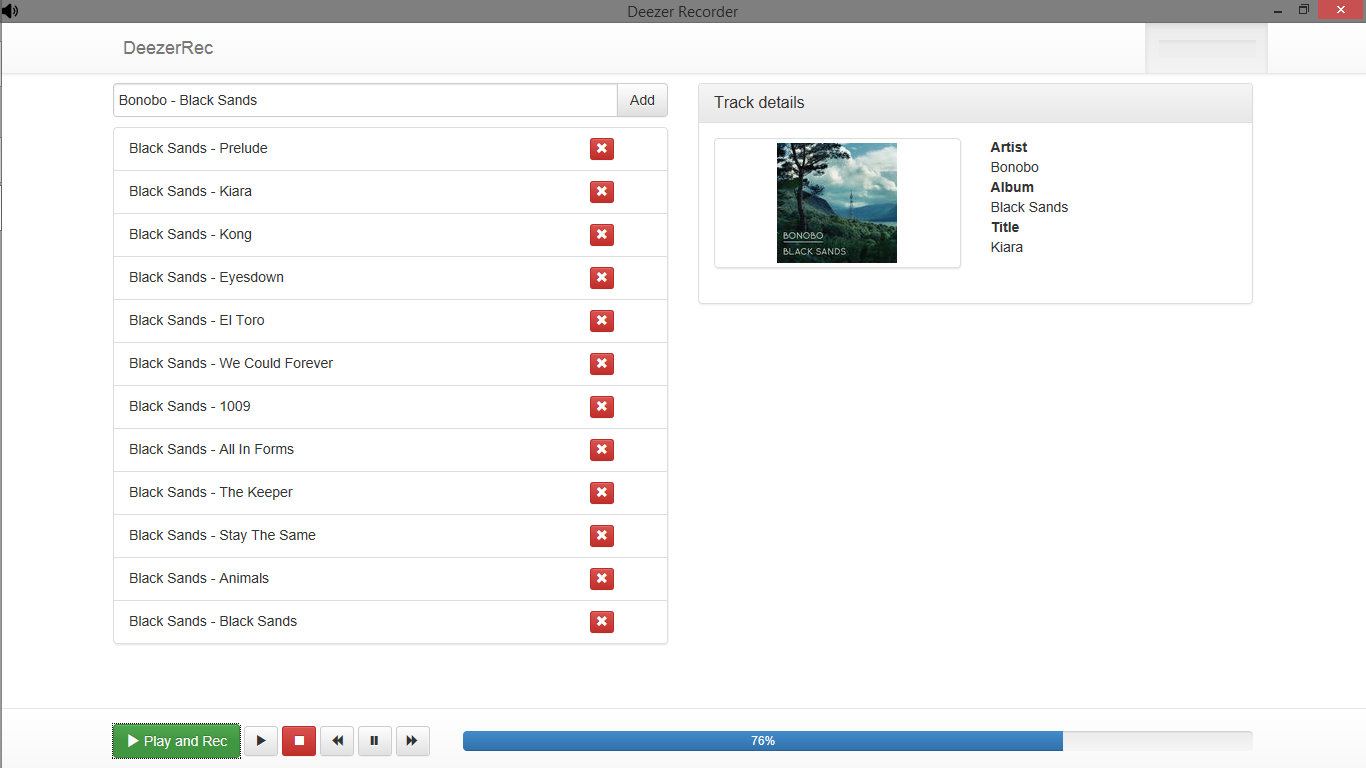 Deezer Recorder
DeezerRec
Bonobo - Black Sands
Add
Black Sands - Prelude
Black Sands - Kiara
Black Sands - Kong
Black Sands - Eyesdown
Black Sands - El Toro
Black Sands - We Could Forever
Black Sands - 1009
Black Sands - All In Forms
Black Sands - The Keeper
Black Sands - Stay The Same
Black Sands - Animals
Black Sands - Black Sands
Track details
BONOBO
BLACK SANDS
Artist
Bonobo
Album
Black Sands
Title
Kiara
Play and Rec
76%